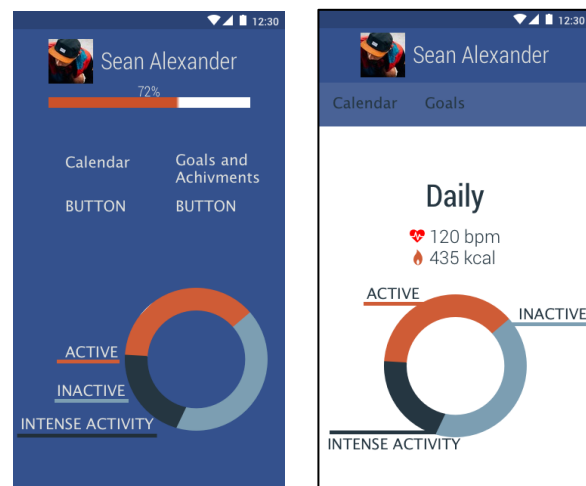 12:30
Sean Alexander
72%
Calendar
Goals and
Achivments
BUTTON
BUTTON
ACTIVE
INACTIVE
INTENSE ACTIVITY
12:30
Sean Alexander
Calendar
Goals
Daily
120 bpm
435 kcal
ACTIVE
INACTIVE
INTENSE ACTIVITY